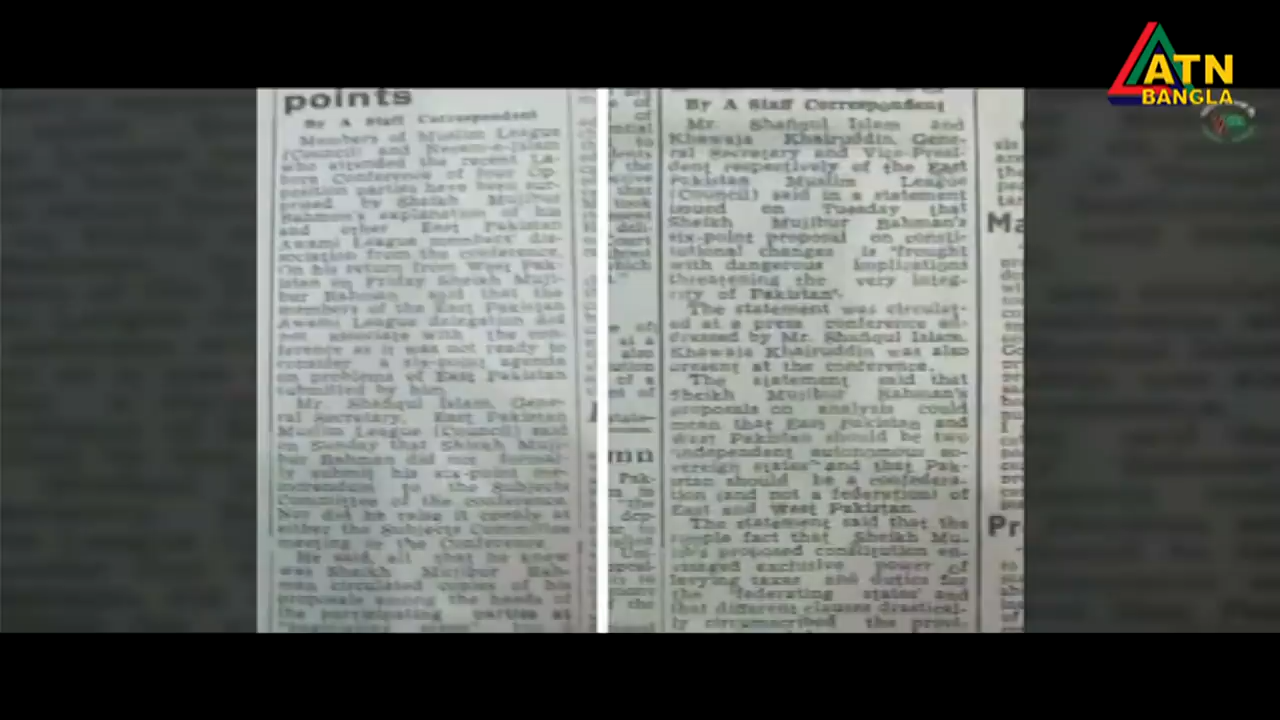 ATN
BANGLA
points
By A Staff Correspondent
Members of Muslim League
(Council) and Nezam-e-Islam
who attended the recent La-
hore Conference of four Op-
position parties have been sur-
prised by Sheikh Mujibur
Rahman's explanation of his
and other East Pakistan
Awami League members' dis-
sociation from the conference.
On his return from West Pak-
istan on Friday Sheikh Muji-
bur Rahman said that the
members of the East Pakistan
Awami League delegation did
not associate with the con-
ference as it was not ready to
consider a six-point agenda
on problems of East Pakistan
submitted by him.
Mr. Shafiqul Islam, Gene-
ral Secretary, East Pakistan
Muslim League (Council) said
on Sunday that Sheikh Muji-
bur Rahman did not formal-
ly submit his six-point me-
morandum to the Subjects
Committee of the conference.
Nor did he raise it openly at
either the Subjects Committee
meeting or the Conference.
He said all that he knew
was Sheikh Mujibur Rah-
man circulated copies of his
proposals among the heads of
the participating parties at
By A Staff Correspondent
Mr. Shafiqul Islam and
Khawaja Khairuddin, Gene-
ral Secretary and Vice-Presi-
dent respectively of the East
Pakistan Muslim League
(Council) said in a statement
issued on Tuesday that
Sheikh Mujibur Rahman's
six-point proposal on consti-
tutional changes is "frought
with dangerous implications
threatening the very integ-
rity of Pakistan".
The statement was circulat-
ed at a press conference ad-
dressed by Mr. Shafiqul Islam.
Khawaja Khairuddin was also
present at the conference.
The statement said that
Sheikh Mujibur Rahman's
proposals on analysis could
mean that East Pakistan and
West Pakistan should be two
"independent autonomous so-
vereign states" and that Pak-
istan should be a confedera-
tion (and not a federation) of
East and West Pakistan.
The statement said that the
simple fact that Sheikh Mu-
jib's proposed constitution en-
visaged exclusive power of
levying taxes and duties for
the "federating states" and
that different clauses drastical-
ly circumscribed the provi-
Ma
Pr